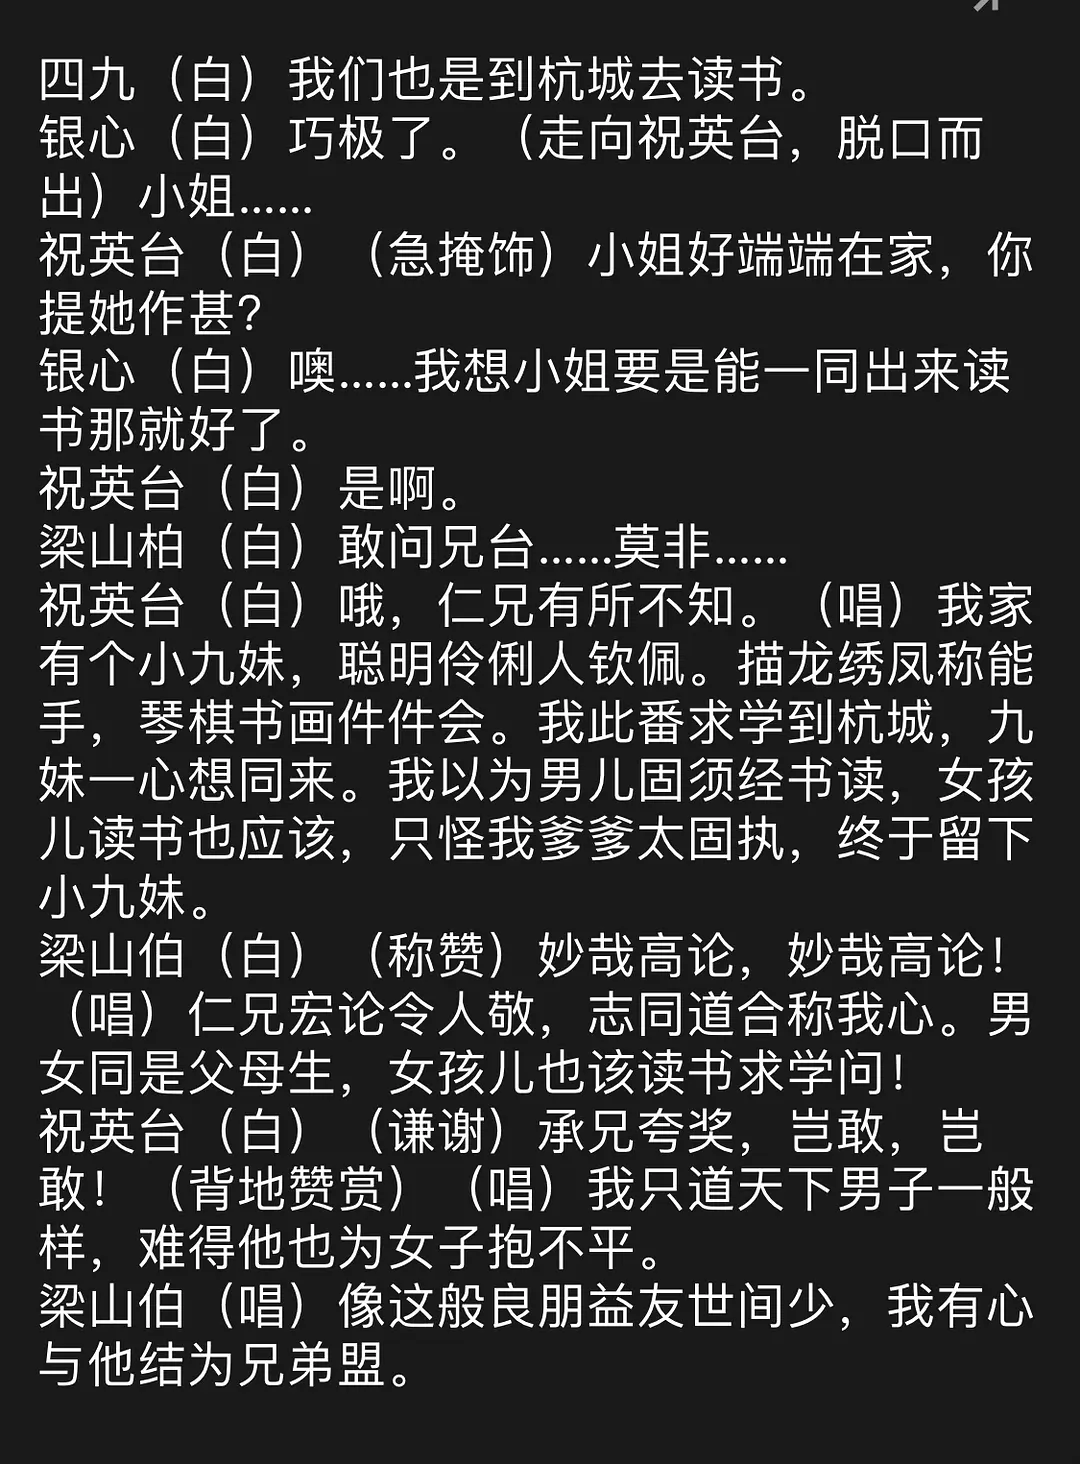 四九（白）我们也是到杭城去读书。
银心（白）巧极了。（走向祝英台，脱口而
出）小姐......
祝英台（白）（急掩饰）小姐好端端在家，你
提她作甚？
银心（白）噢......我想小姐要是能一同出来读
书那就好了。
祝英台（白）是啊。
梁山柏（白）敢问兄台......莫非......
祝英台（白）哦，仁兄有所不知。（唱）我家
有个小九妹，聪明伶俐人钦佩。描龙绣凤称能
手，琴棋书画件件会。我此番求学到杭城，九
妹一心想同来。我以为男儿固须经书读，女孩
儿读书也应该，只怪我爹爹太固执，终于留下
小九妹。
梁山伯（白）（称赞）妙哉高论，妙哉高论！
（唱）仁兄宏论令人敬，志同道合称我心。男
女同是父母生，女孩儿也该读书求学问！
祝英台（白）（谦谢）承兄夸奖，岂敢，岂
敢！（背地赞赏）（唱）我只道天下男子一般
样，难得他也为女子抱不平。
梁山伯（唱）像这般良朋益友世间少，我有心
与他结为兄弟盟。